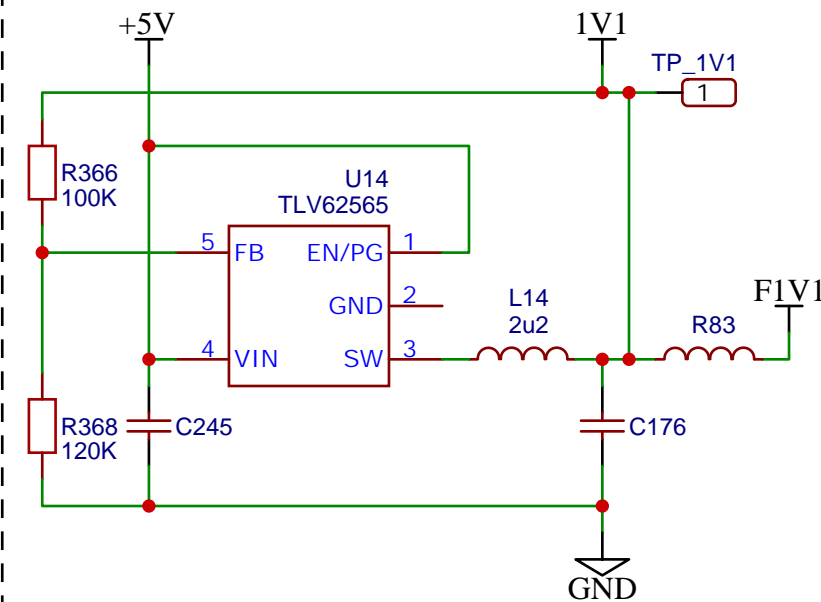 +5V
1V1
TP_1V1
1
R366
100K
U14
TLV62565
5
FB
EN/PG
1
GND
2
4
VIN
SW
3
L14
2u2
F1V1
R83
R368
120K
C245
C176
GND